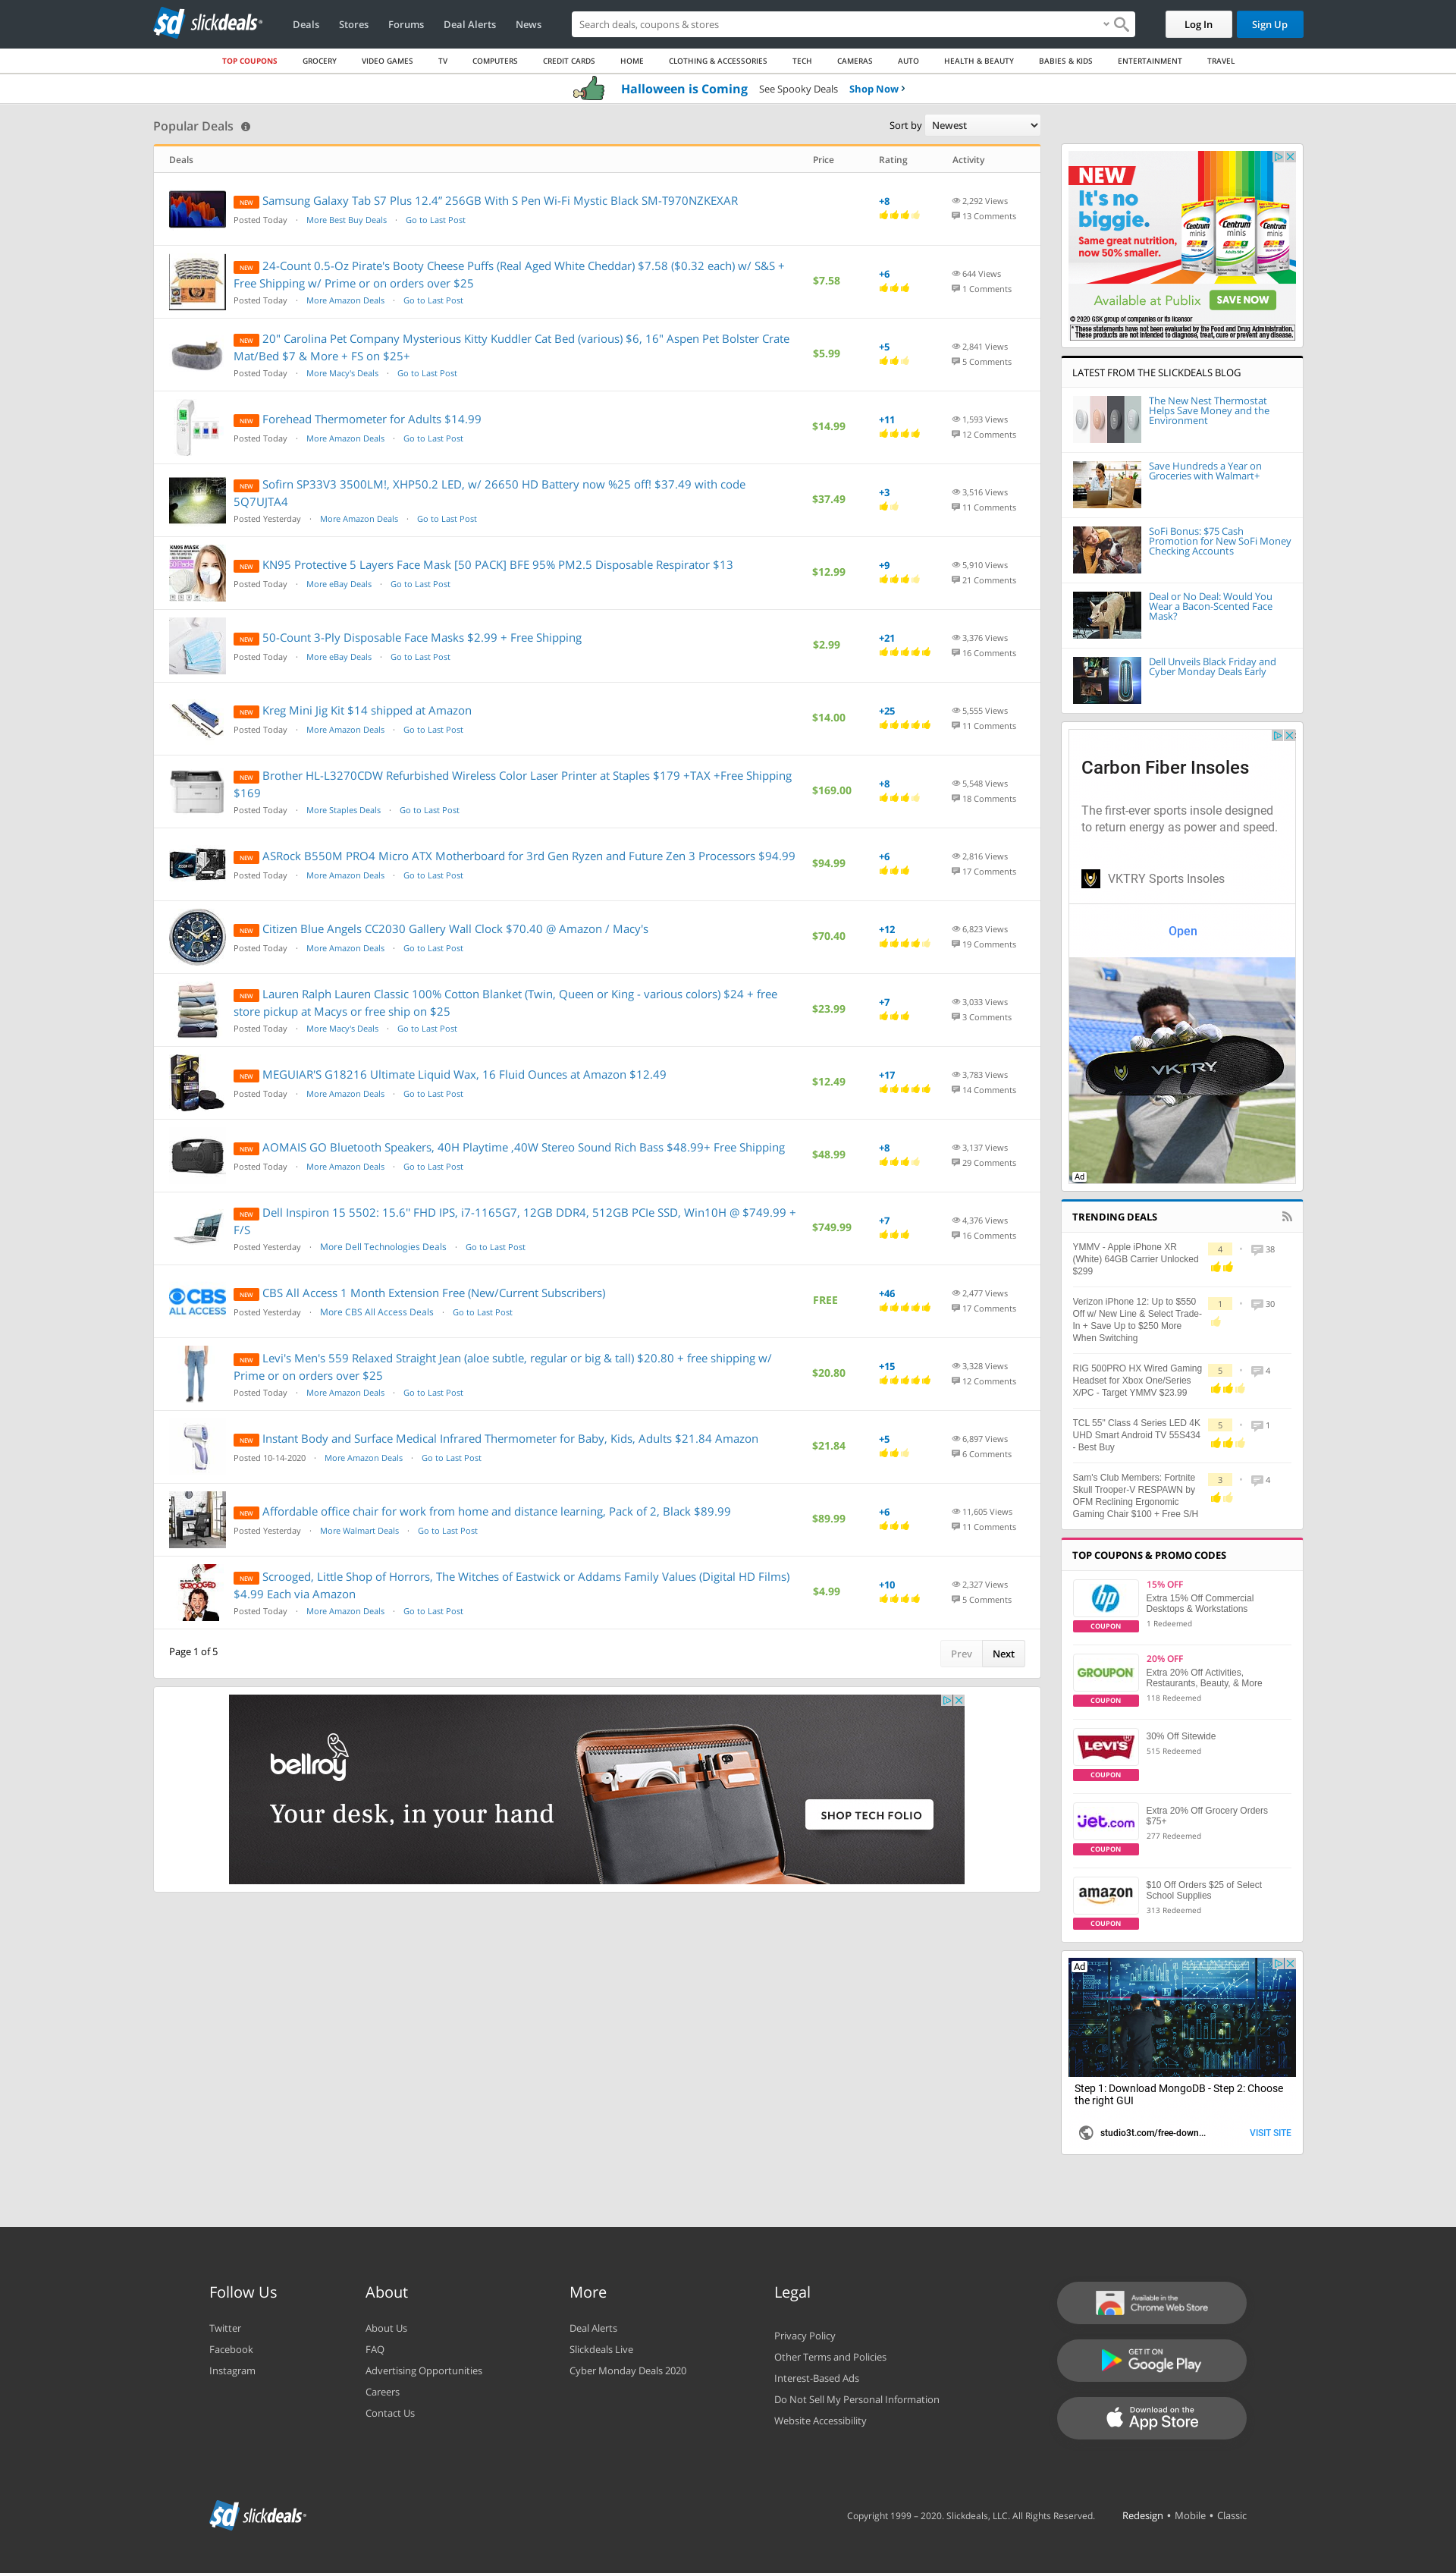 slickdeals
Deals
Stores
Forums
Deal Alerts
News
Search deals, coupons & stores
Log In
Sign Up
TOP COUPONS
GROCERY
VIDEO GAMES
TV
COMPUTERS
CREDIT CARDS
HOME
CLOTHING & ACCESSORIES
TECH
CAMERAS
AUTO
HEALTH & BEAUTY
BABIES & KIDS
ENTERTAINMENT
TRAVEL
Halloween is Coming See Spooky Deals Shop Now
Popular Deals
Sort by Newest
Deals Price Rating Activity
NEW Samsung Galaxy Tab S7 Plus 12.4” 256GB With S Pen Wi-Fi Mystic Black SM-T970NZKEXAR
Posted Today · More Best Buy Deals · Go to Last Post
+8
2,292 Views
13 Comments
NEW 24-Count 0.5-Oz Pirate's Booty Cheese Puffs (Real Aged White Cheddar) $7.58 ($0.32 each) w/ S&S +
Free Shipping w/ Prime or on orders over $25
Posted Today · More Amazon Deals · Go to Last Post
$7.58
+6
644 Views
1 Comments
NEW 20" Carolina Pet Company Mysterious Kitty Kuddler Cat Bed (various) $6, 16" Aspen Pet Bolster Crate
Mat/Bed $7 & More + FS on $25+
Posted Today · More Macy's Deals · Go to Last Post
$5.99
+5
2,841 Views
5 Comments
NEW Forehead Thermometer for Adults $14.99
Posted Today · More Amazon Deals · Go to Last Post
$14.99
+11
1,593 Views
12 Comments
NEW Sofirn SP33V3 3500LM!, XHP50.2 LED, w/ 26650 HD Battery now %25 off! $37.49 with code
5Q7UJTA4
Posted Yesterday · More Amazon Deals · Go to Last Post
$37.49
+3
3,516 Views
11 Comments
KN95 MASK
NEW KN95 Protective 5 Layers Face Mask [50 PACK] BFE 95% PM2.5 Disposable Respirator $13
Posted Today · More eBay Deals · Go to Last Post
$12.99
+9
5,910 Views
21 Comments
NEW 50-Count 3-Ply Disposable Face Masks $2.99 + Free Shipping
Posted Today · More eBay Deals · Go to Last Post
$2.99
+21
3,376 Views
16 Comments
NEW Kreg Mini Jig Kit $14 shipped at Amazon
Posted Today · More Amazon Deals · Go to Last Post
$14.00
+25
5,555 Views
11 Comments
NEW Brother HL-L3270CDW Refurbished Wireless Color Laser Printer at Staples $179 +TAX +Free Shipping
$169
Posted Today · More Staples Deals · Go to Last Post
$169.00
+8
5,548 Views
18 Comments
NEW ASRock B550M PRO4 Micro ATX Motherboard for 3rd Gen Ryzen and Future Zen 3 Processors $94.99
Posted Today · More Amazon Deals · Go to Last Post
$94.99
+6
2,816 Views
17 Comments
NEW Citizen Blue Angels CC2030 Gallery Wall Clock $70.40 @ Amazon / Macy's
Posted Today · More Amazon Deals · Go to Last Post
$70.40
+12
6,823 Views
19 Comments
NEW Lauren Ralph Lauren Classic 100% Cotton Blanket (Twin, Queen or King - various colors) $24 + free
store pickup at Macys or free ship on $25
Posted Today · More Macy's Deals · Go to Last Post
$23.99
+7
3,033 Views
3 Comments
NEW MEGUIAR'S G18216 Ultimate Liquid Wax, 16 Fluid Ounces at Amazon $12.49
Posted Today · More Amazon Deals · Go to Last Post
$12.49
+17
3,783 Views
14 Comments
NEW AOMAIS GO Bluetooth Speakers, 40H Playtime ,40W Stereo Sound Rich Bass $48.99+ Free Shipping
Posted Today · More Amazon Deals · Go to Last Post
$48.99
+8
3,137 Views
29 Comments
NEW Dell Inspiron 15 5502: 15.6'' FHD IPS, i7-1165G7, 12GB DDR4, 512GB PCIe SSD, Win10H @ $749.99 +
F/S
Posted Yesterday · More Dell Technologies Deals · Go to Last Post
$749.99
+7
4,376 Views
16 Comments
CBS
ALL ACCESS
NEW CBS All Access 1 Month Extension Free (New/Current Subscribers)
Posted Yesterday · More CBS All Access Deals · Go to Last Post
FREE
+46
2,477 Views
17 Comments
NEW Levi's Men's 559 Relaxed Straight Jean (aloe subtle, regular or big & tall) $20.80 + free shipping w/
Prime or on orders over $25
Posted Today · More Amazon Deals · Go to Last Post
$20.80
+15
3,328 Views
12 Comments
NEW Instant Body and Surface Medical Infrared Thermometer for Baby, Kids, Adults $21.84 Amazon
Posted 10-14-2020 · More Amazon Deals · Go to Last Post
$21.84
+5
6,897 Views
6 Comments
NEW Affordable office chair for work from home and distance learning, Pack of 2, Black $89.99
Posted Yesterday · More Walmart Deals · Go to Last Post
$89.99
+6
11,605 Views
11 Comments
SCROOGED
NEW Scrooged, Little Shop of Horrors, The Witches of Eastwick or Addams Family Values (Digital HD Films)
$4.99 Each via Amazon
Posted Today · More Amazon Deals · Go to Last Post
$4.99
+10
2,327 Views
5 Comments
Page 1 of 5
Prev
Next
bellroy
Your desk, in your hand
SHOP TECH FOLIO
NEW
It's no
biggie.
Same great nutrition,
now 50% smaller.
Centrum minis
Centrum minis
Centrum minis
Available at Publix
SAVE NOW
© 2020 GSK group of companies or its licensor
* These statements have not been evaluated by the Food and Drug Administration.
These products are not intended to diagnose, treat, cure or prevent any disease.
LATEST FROM THE SLICKDEALS BLOG
The New Nest Thermostat
Helps Save Money and the
Environment
Save Hundreds a Year on
Groceries with Walmart+
SoFi Bonus: $75 Cash
Promotion for New SoFi Money
Checking Accounts
Deal or No Deal: Would You
Wear a Bacon-Scented Face
Mask?
Dell Unveils Black Friday and
Cyber Monday Deals Early
Carbon Fiber Insoles
The first-ever sports insole designed
to return energy as power and speed.
VKTRY Sports Insoles
Open
VKTRY
Ad
TRENDING DEALS
YMMV - Apple iPhone XR
(White) 64GB Carrier Unlocked
$299
4 • 38
Verizon iPhone 12: Up to $550
Off w/ New Line & Select Trade-
In + Save Up to $250 More
When Switching
1 • 30
RIG 500PRO HX Wired Gaming
Headset for Xbox One/Series
X/PC - Target YMMV $23.99
5 • 4
TCL 55" Class 4 Series LED 4K
UHD Smart Android TV 55S434
- Best Buy
5 • 1
Sam's Club Members: Fortnite
Skull Trooper-V RESPAWN by
OFM Reclining Ergonomic
Gaming Chair $100 + Free S/H
3 • 4
TOP COUPONS & PROMO CODES
hp
COUPON
15% OFF
Extra 15% Off Commercial
Desktops & Workstations
1 Redeemed
GROUPON
COUPON
20% OFF
Extra 20% Off Activities,
Restaurants, Beauty, & More
118 Redeemed
LEVI'S
COUPON
30% Off Sitewide
515 Redeemed
jet.com
COUPON
Extra 20% Off Grocery Orders
$75+
277 Redeemed
amazon
COUPON
$10 Off Orders $25 of Select
School Supplies
313 Redeemed
Ad
Step 1: Download MongoDB - Step 2: Choose
the right GUI
studio3t.com/free-down...
VISIT SITE
Follow Us
Twitter
Facebook
Instagram
About
About Us
FAQ
Advertising Opportunities
Careers
Contact Us
More
Deal Alerts
Slickdeals Live
Cyber Monday Deals 2020
Legal
Privacy Policy
Other Terms and Policies
Interest-Based Ads
Do Not Sell My Personal Information
Website Accessibility
Available in the
Chrome Web Store
GET IT ON
Google Play
Download on the
App Store
slickdeals
Copyright 1999 – 2020. Slickdeals, LLC. All Rights Reserved.
Redesign • Mobile • Classic